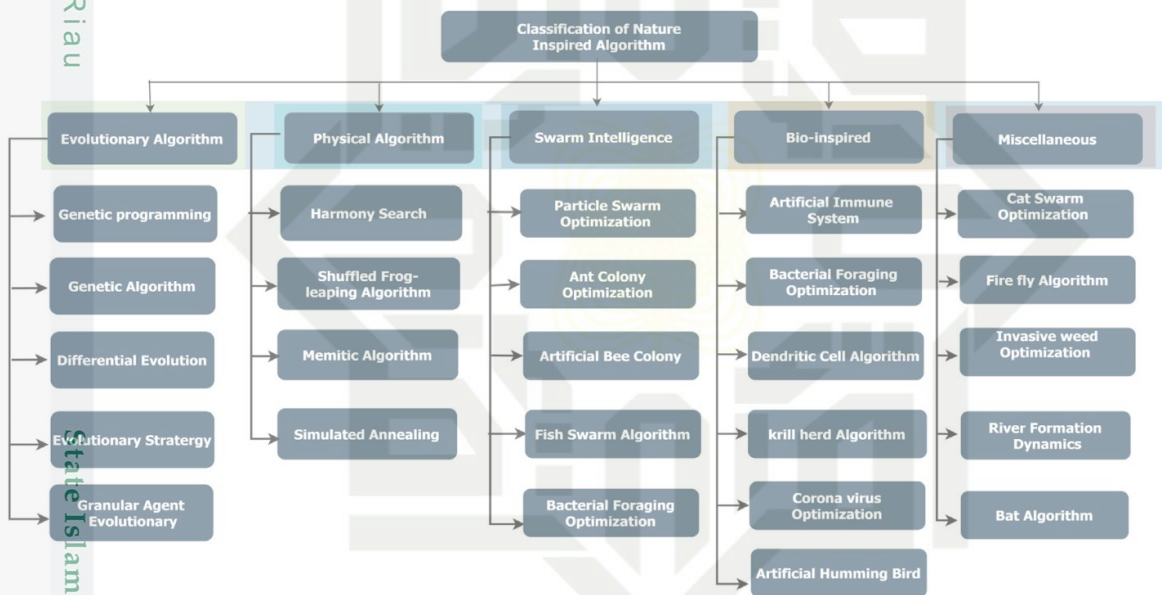 Riau
State Islam
Classification of Nature
Inspired Algorithm
Evolutionary Algorithm
Genetic programming
Genetic Algorithm
Differential Evolution
Evolutionary Stratergy
Granular Agent
Evolutionary
Physical Algorithm
Harmony Search
Shuffled Frog-
leaping Algorithm
Memitic Algorithm
Simulated Annealing
Swarm Intelligence
Particle Swarm
Optimization
Ant Colony
Optimization
Artificial Bee Colony
Fish Swarm Algorithm
Bacterial Foraging
Optimization
Bio-inspired
Artificial Immune
System
Bacterial Foraging
Optimization
Dendritic Cell Algorithm
krill herd Algorithm
Corona virus
Optimization
Artificial Humming Bird
Miscellaneous
Cat Swarm
Optimization
Fire fly Algorithm
Invasive weed
Optimization
River Formation
Dynamics
Bat Algorithm